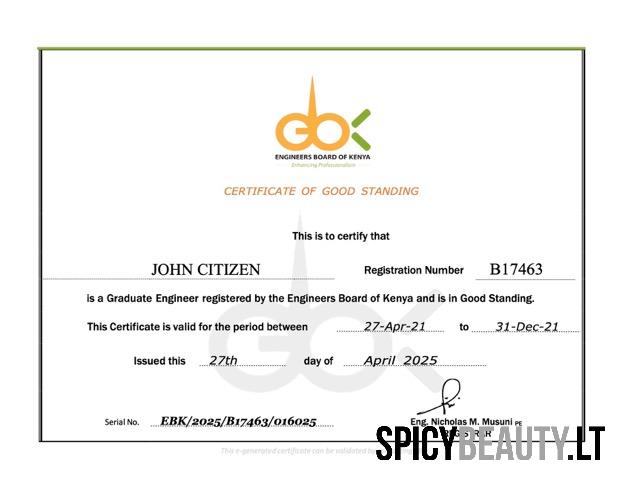 EBK
ENGINEERS BOARD OF KENYA
Enhancing Professionalism
CERTIFICATE OF GOOD STANDING
This is to certify that
JOHN CITIZEN Registration Number B17463
is a Graduate Engineer registered by the Engineers Board of Kenya and is in Good Standing.
This Certificate is valid for the period between 27-Apr-21 to 31-Dec-21
Issued this 27th day of April 2025
Serial No. EBK/2025/B17463/016025 Eng. Nicholas M. Musuni PE
REGISTRAR
This e-generated certificate can be validated by
SPICYBEAUTY.LT